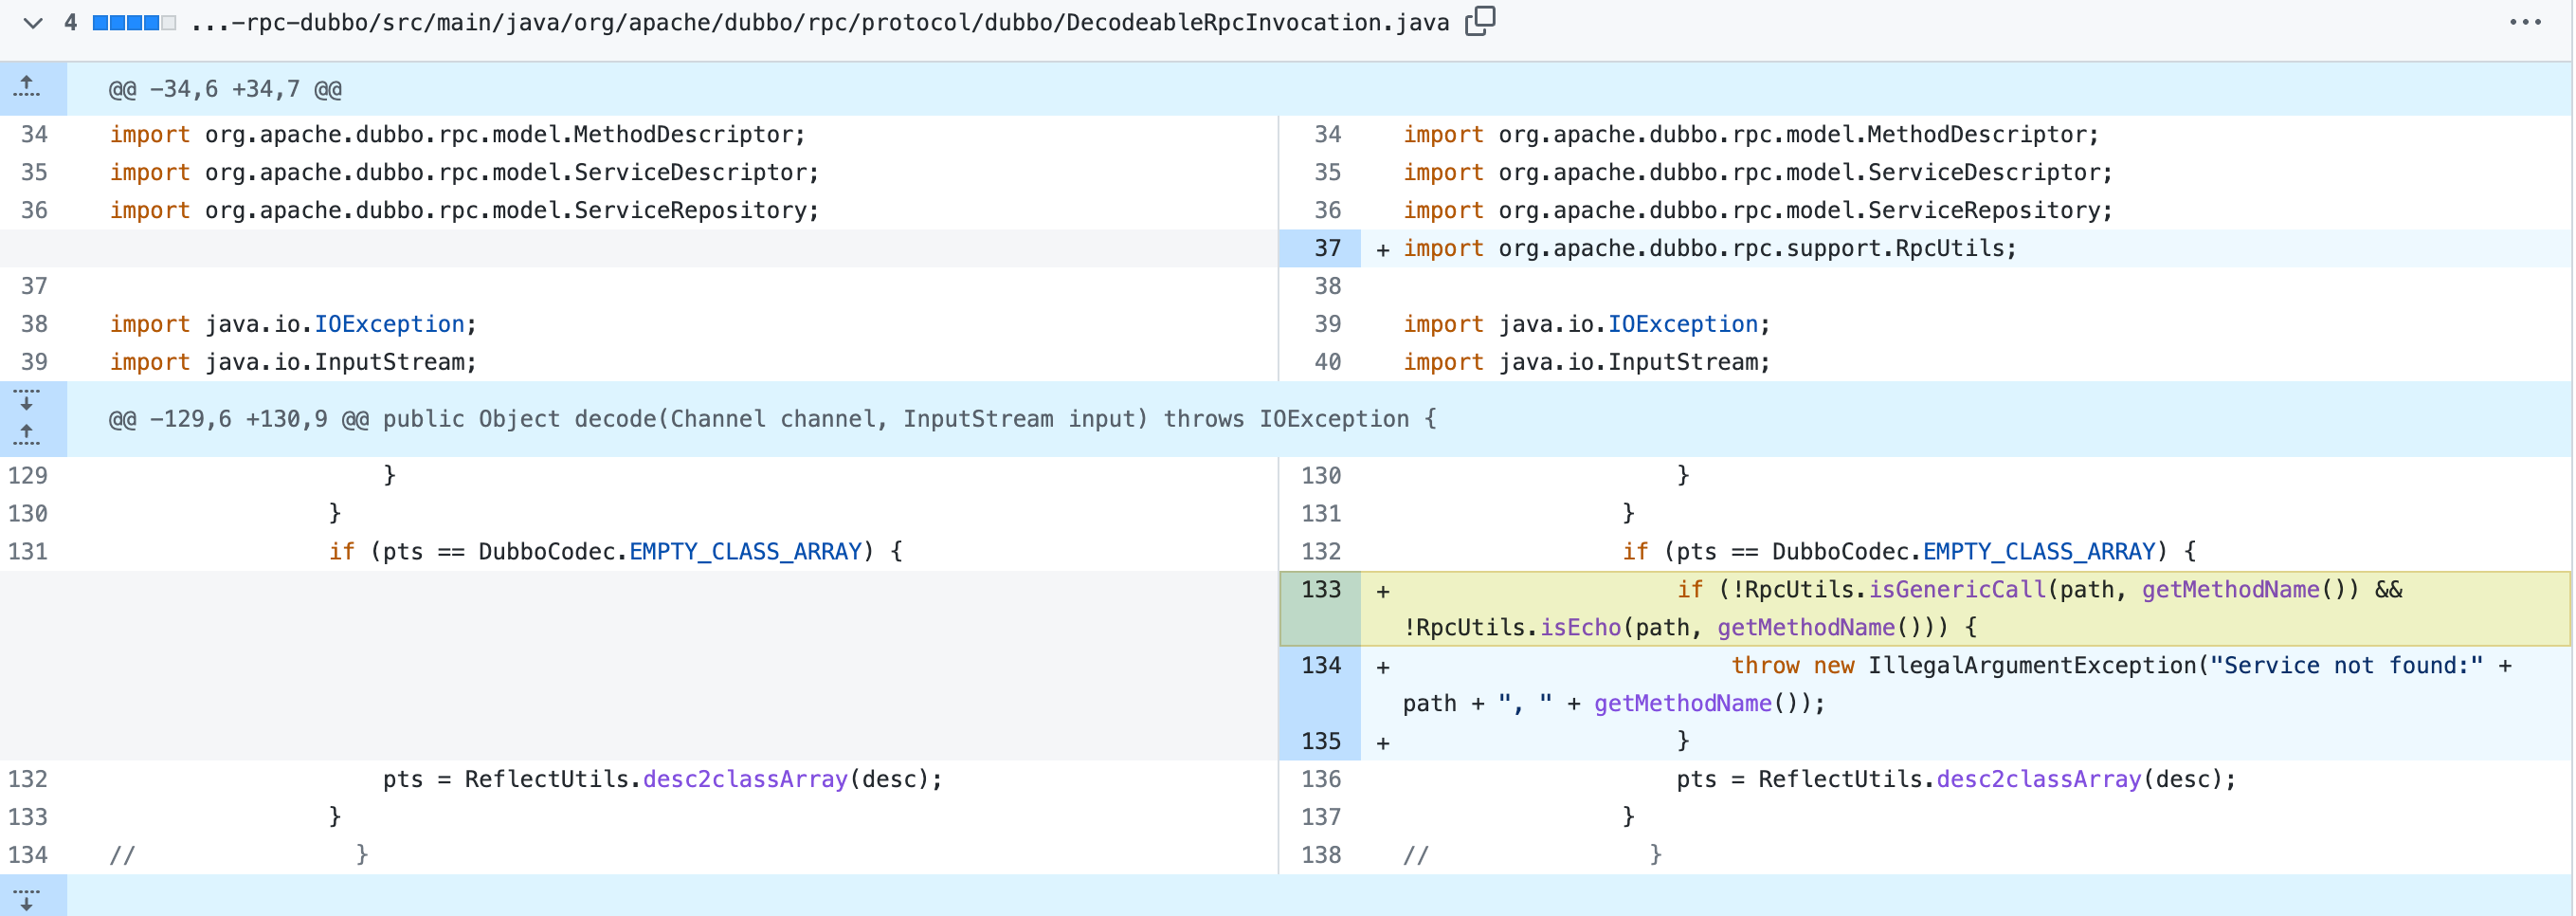 4 ...-rpc-dubbo/src/main/java/org/apache/dubbo/rpc/protocol/dubbo/DecodeableRpcInvocation.java ...
@@ -34,6 +34,7 @@
34 import org.apache.dubbo.rpc.model.MethodDescriptor;
35 import org.apache.dubbo.rpc.model.ServiceDescriptor;
36 import org.apache.dubbo.rpc.model.ServiceRepository;
37
38 import java.io.IOException;
39 import java.io.InputStream;
34 import org.apache.dubbo.rpc.model.MethodDescriptor;
35 import org.apache.dubbo.rpc.model.ServiceDescriptor;
36 import org.apache.dubbo.rpc.model.ServiceRepository;
37 + import org.apache.dubbo.rpc.support.RpcUtils;
38
39 import java.io.IOException;
40 import java.io.InputStream;
@@ -129,6 +130,9 @@ public Object decode(Channel channel, InputStream input) throws IOException {
129 }
130 }
131 if (pts == DubboCodec.EMPTY_CLASS_ARRAY) {
132 pts = ReflectUtils.desc2classArray(desc);
133 }
134 // }
130 }
131 }
132 if (pts == DubboCodec.EMPTY_CLASS_ARRAY) {
133 + if (!RpcUtils.isGenericCall(path, getMethodName()) &&
!RpcUtils.isEcho(path, getMethodName())) {
134 + throw new IllegalArgumentException("Service not found:" +
path + ", " + getMethodName());
135 + }
136 pts = ReflectUtils.desc2classArray(desc);
137 }
138 // }